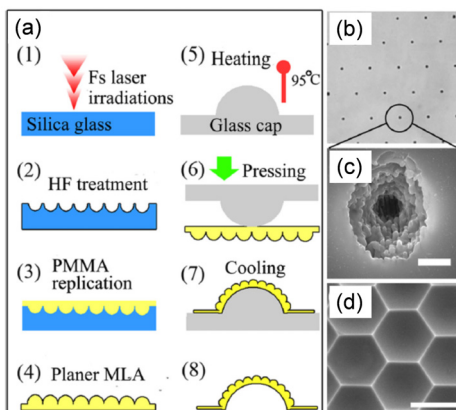 (a)
(1)
Fs laser
irradiations
Silica glass
(2)
HF treatment
(3)
PMMA
replication
(4) Planer MLA
(5)
Heating
95°C
Glass cap
(6)
Pressing
(7)
Cooling
(8)
(b)
(c)
(d)